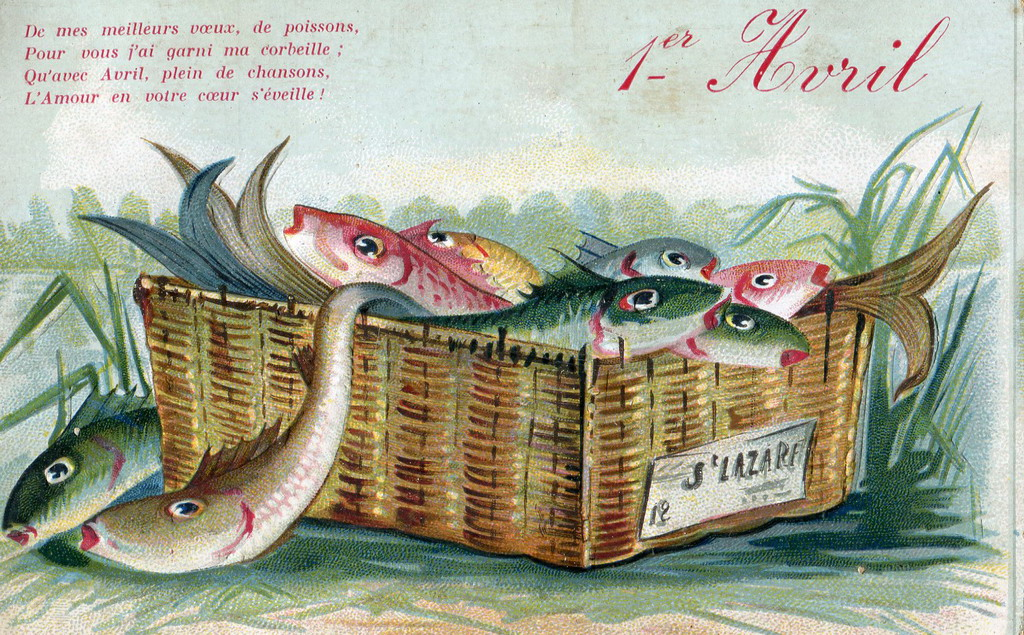 De mes meilleurs vœux, de poissons,
Pour vous j'ai garni ma corbeille ;
Qu'avec Avril, plein de chansons,
L'Amour en votre cœur s'éveille !
1er Avril
St LAZARE
12